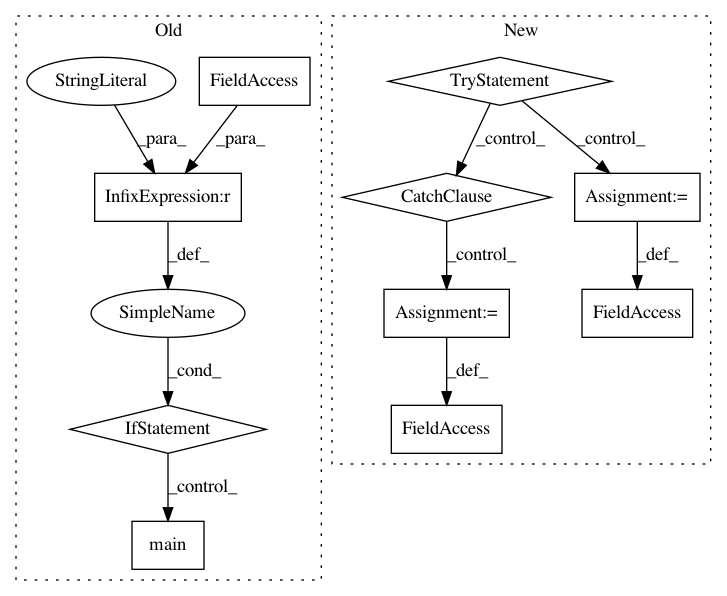 Old
New
StringLiteral
FieldAccess
TryStatement
_para_
_para_
_control_
_control_
InfixExpression:r
CatchClause
Assignment:=
_def_
_control_
_def_
SimpleName
Assignment:=
FieldAccess
_cond_
_def_
IfStatement
FieldAccess
_control_
main